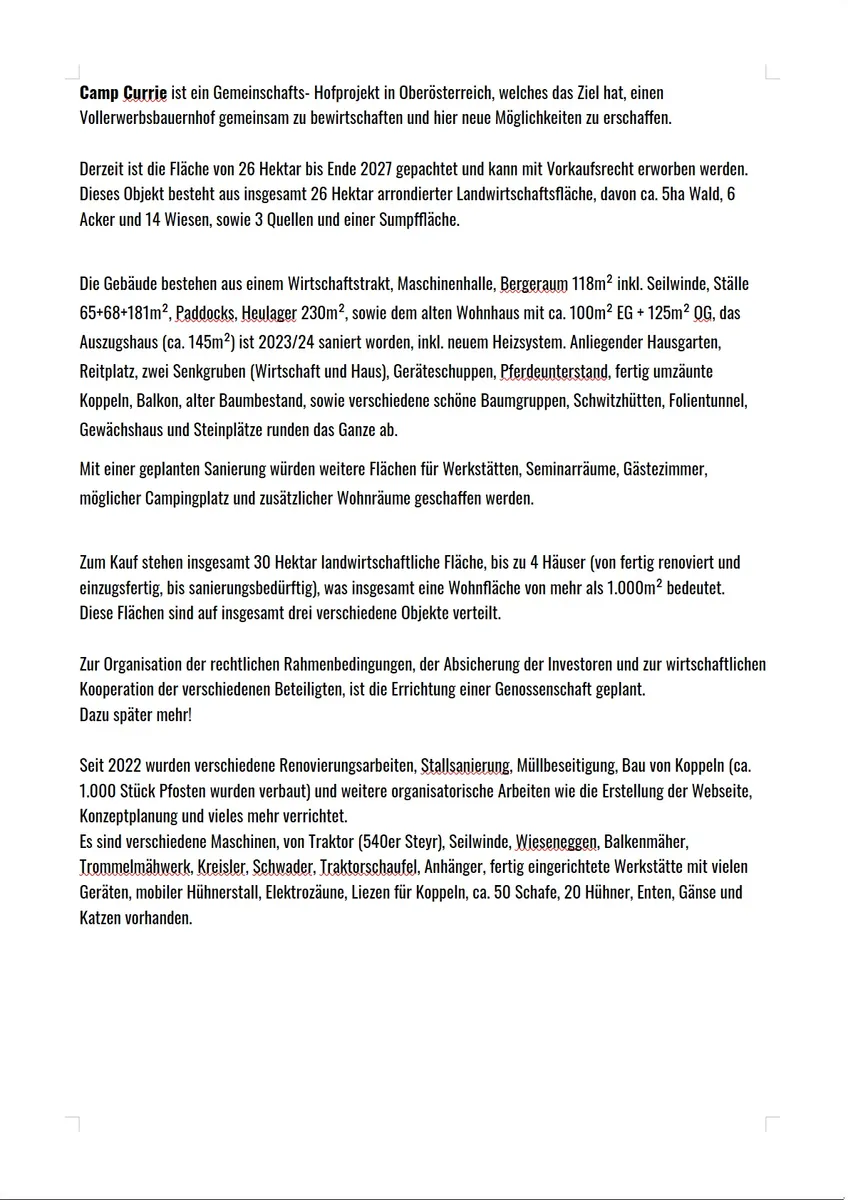 Camp Currie ist ein Gemeinschafts- Hofprojekt in Oberösterreich, welches das Ziel hat, einen
Vollerwerbsbauernhof gemeinsam zu bewirtschaften und hier neue Möglichkeiten zu erschaffen.
Derzeit ist die Fläche von 26 Hektar bis Ende 2027 gepachtet und kann mit Vorkaufsrecht erworben werden.
Dieses Objekt besteht aus insgesamt 26 Hektar arrondierter Landwirtschaftsfläche, davon ca. 5ha Wald, 6
Acker und 14 Wiesen, sowie 3 Quellen und einer Sumpffläche.
Die Gebäude bestehen aus einem Wirtschaftstrakt, Maschinenhalle, Bergeraum 118m² inkl. Seilwinde, Ställe
65+68+181m², Paddocks, Heulager 230m², sowie dem alten Wohnhaus mit ca. 100m² EG + 125m² OG, das
Auszugshaus (ca. 145m²) ist 2023/24 saniert worden, inkl. neuem Heizsystem. Anliegender Hausgarten,
Reitplatz, zwei Senkgruben (Wirtschaft und Haus), Geräteschuppen, Pferdeunterstand, fertig umzäunte
Koppeln, Balkon, alter Baumbestand, sowie verschiedene schöne Baumgruppen, Schwitzhütten, Folientunnel,
Gewächshaus und Steinplätze runden das Ganze ab.
Mit einer geplanten Sanierung würden weitere Flächen für Werkstätten, Seminarräume, Gästezimmer,
möglicher Campingplatz und zusätzlicher Wohnräume geschaffen werden.
Zum Kauf stehen insgesamt 30 Hektar landwirtschaftliche Fläche, bis zu 4 Häuser (von fertig renoviert und
einzugsfertig, bis sanierungsbedürftig), was insgesamt eine Wohnfläche von mehr als 1.000m² bedeutet.
Diese Flächen sind auf insgesamt drei verschiedene Objekte verteilt.
Zur Organisation der rechtlichen Rahmenbedingungen, der Absicherung der Investoren und zur wirtschaftlichen
Kooperation der verschiedenen Beteiligten, ist die Errichtung einer Genossenschaft geplant.
Dazu später mehr!
Seit 2022 wurden verschiedene Renovierungsarbeiten, Stallsanierung, Müllbeseitigung, Bau von Koppeln (ca.
1.000 Stück Pfosten wurden verbaut) und weitere organisatorische Arbeiten wie die Erstellung der Webseite,
Konzeptplanung und vieles mehr verrichtet.
Es sind verschiedene Maschinen, von Traktor (540er Steyr), Seilwinde, Wieseneggen, Balkenmäher,
Trommelmähwerk, Kreisler, Schwader, Traktorschaufel, Anhänger, fertig eingerichtete Werkstätte mit vielen
Geräten, mobiler Hühnerstall, Elektrozäune, Liezen für Koppeln, ca. 50 Schafe, 20 Hühner, Enten, Gänse und
Katzen vorhanden.